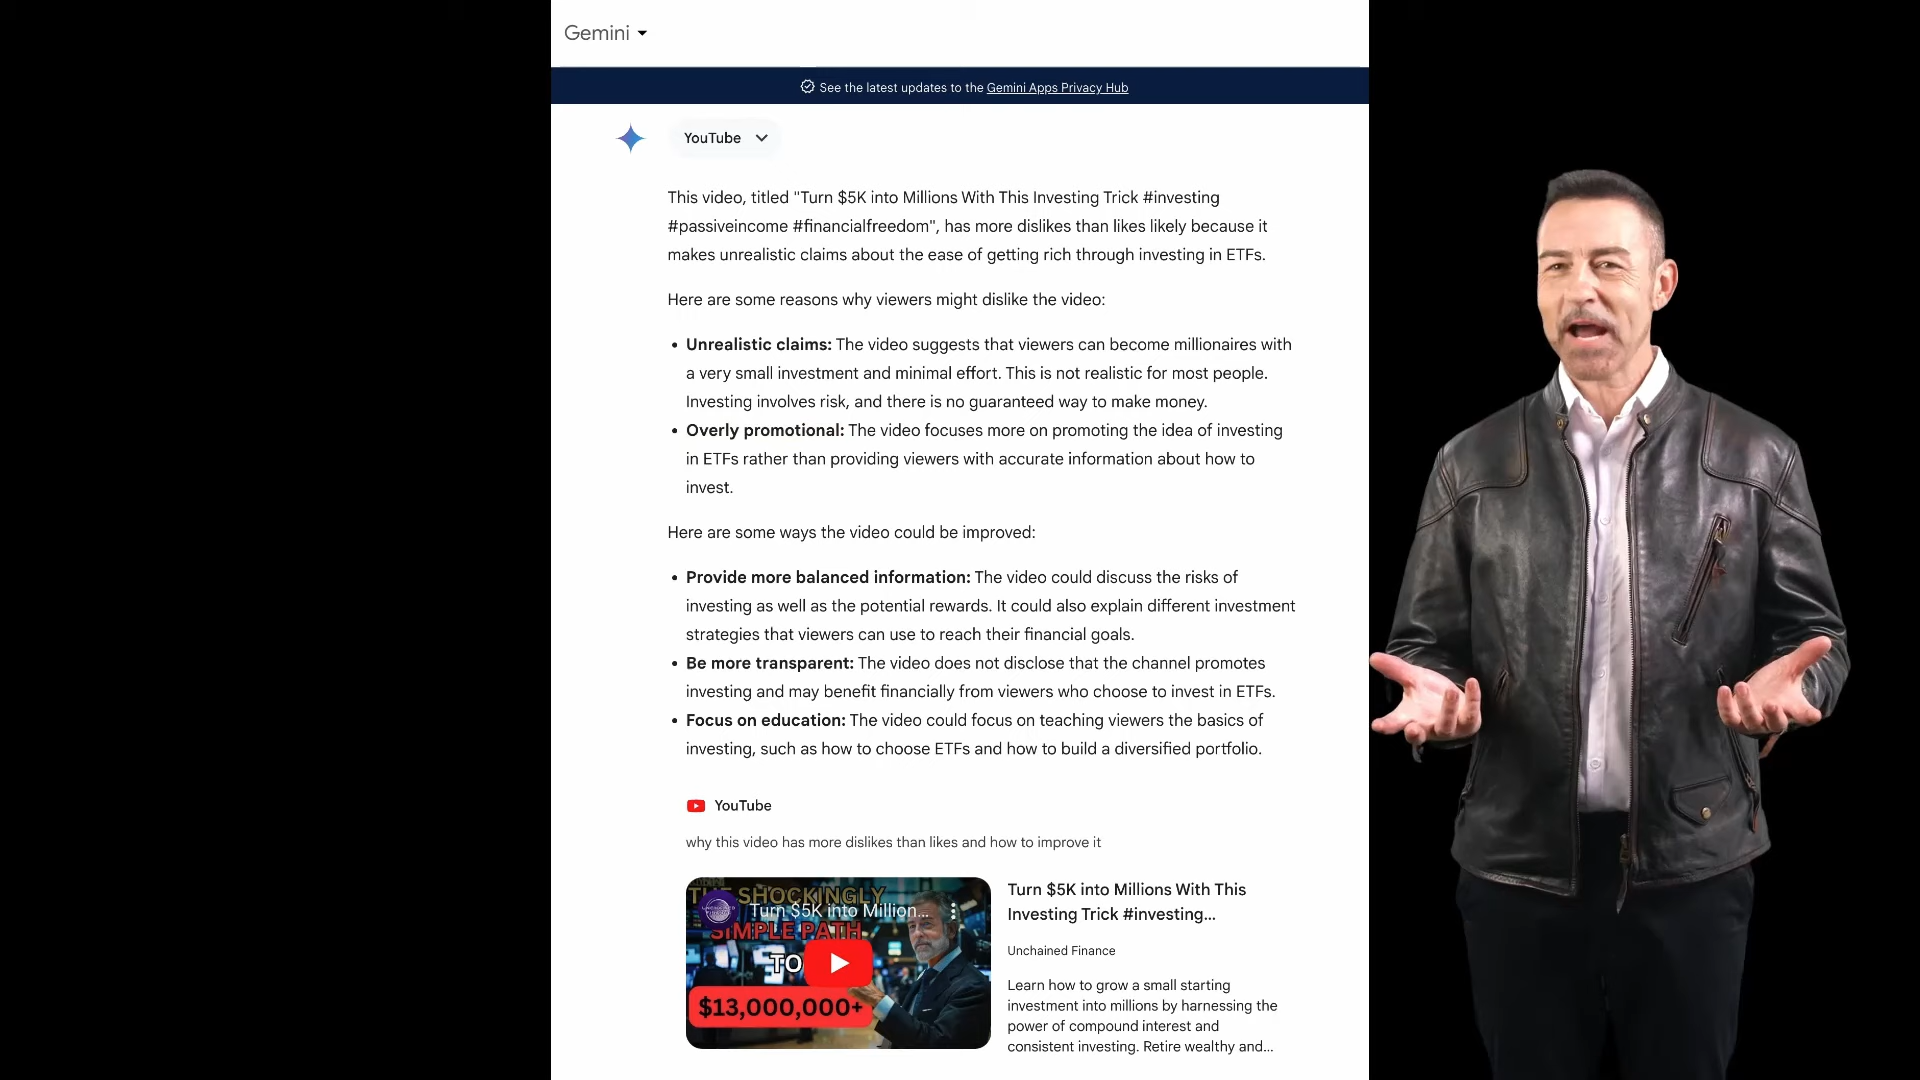 Gemini
See the latest updates to the Gemini Apps Privacy Hub
YouTube
This video, titled "Turn $5K into Millions With This Investing Trick #investing
#passiveincome #financialfreedom", has more dislikes than likes likely because it
makes unrealistic claims about the ease of getting rich through investing in ETFs.
Here are some reasons why viewers might dislike the video:
• Unrealistic claims: The video suggests that viewers can become millionaires with
a very small investment and minimal effort. This is not realistic for most people.
Investing involves risk, and there is no guaranteed way to make money.
• Overly promotional: The video focuses more on promoting the idea of investing
in ETFs rather than providing viewers with accurate information about how to
invest.
Here are some ways the video could be improved:
• Provide more balanced information: The video could discuss the risks of
investing as well as the potential rewards. It could also explain different investment
strategies that viewers can use to reach their financial goals.
• Be more transparent: The video does not disclose that the channel promotes
investing and may benefit financially from viewers who choose to invest in ETFs.
• Focus on education: The video could focus on teaching viewers the basics of
investing, such as how to choose ETFs and how to build a diversified portfolio.
YouTube
why this video has more dislikes than likes and how to improve it
THE SHOCKINGLY
Turn $5K into Million...
SIMPLE PATH
TO
$13,000,000+
Turn $5K into Millions With This
Investing Trick #investing...
Unchained Finance
Learn how to grow a small starting
investment into millions by harnessing the
power of compound interest and
consistent investing. Retire wealthy and...